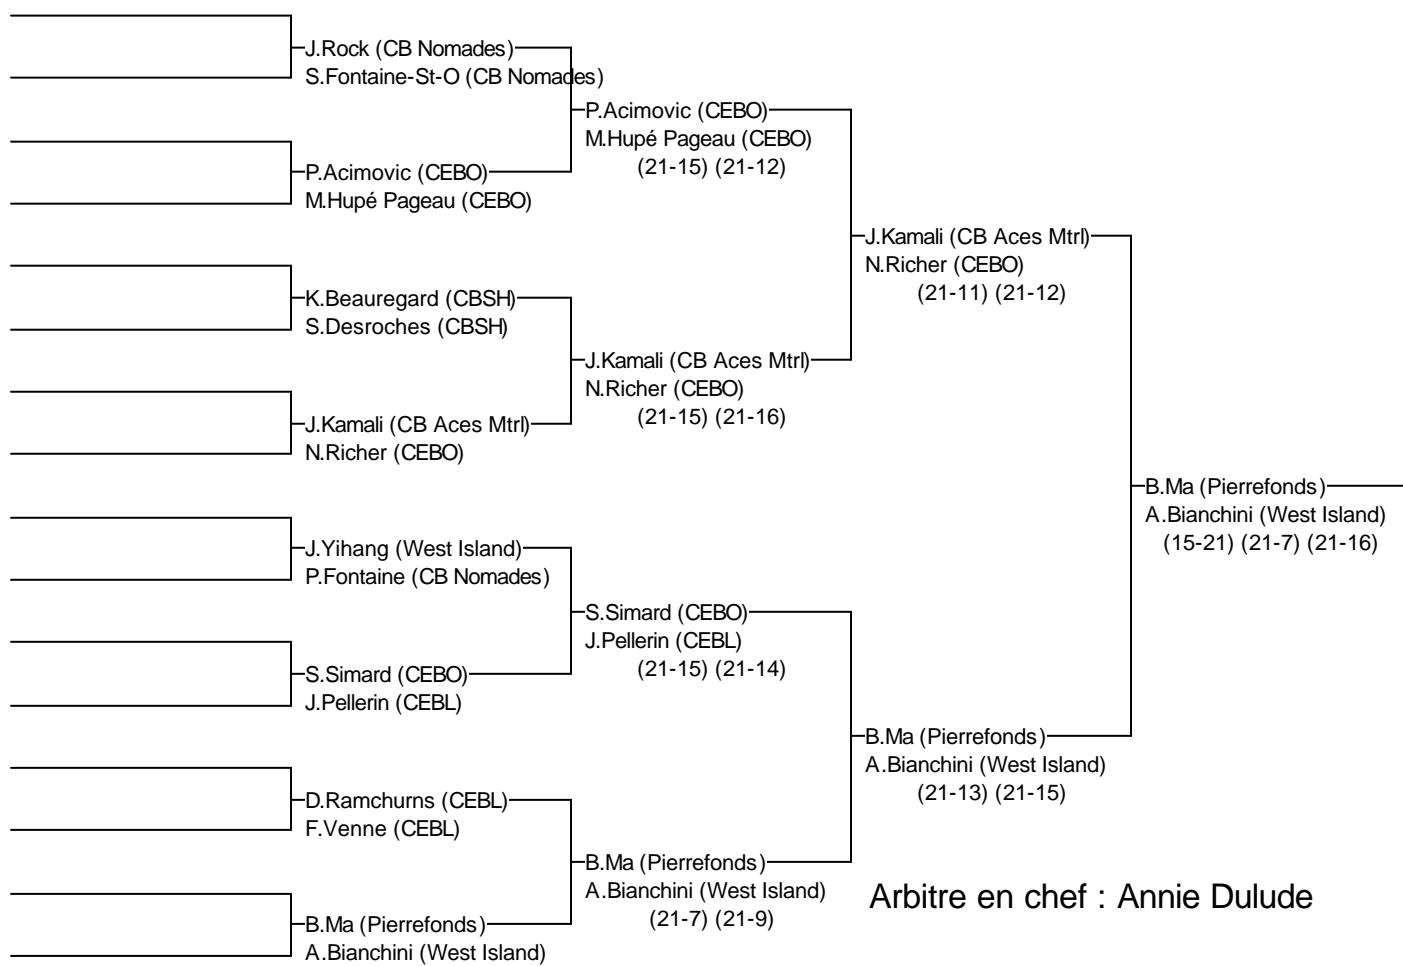 J.Rock (CB Nomades)
S.Fontaine-St-O (CB Nomades)
P.Acimovic (CEBO)
M.Hupé Pageau (CEBO)
K.Beauregard (CBSH)
S.Desroches (CBSH)
J.Kamali (CB Aces Mtrl)
N.Richer (CEBO)
J.Yihang (West Island)
P.Fontaine (CB Nomades)
S.Simard (CEBO)
J.Pellerin (CEBL)
D.Ramchurns (CEBL)
F.Venne (CEBL)
B.Ma (Pierrefonds)
A.Bianchini (West Island)
P.Acimovic (CEBO)
M.Hupé Pageau (CEBO)
(21-15) (21-12)
J.Kamali (CB Aces Mtrl)
N.Richer (CEBO)
(21-15) (21-16)
S.Simard (CEBO)
J.Pellerin (CEBL)
(21-15) (21-14)
B.Ma (Pierrefonds)
A.Bianchini (West Island)
(21-7) (21-9)
J.Kamali (CB Aces Mtrl)
N.Richer (CEBO)
(21-11) (21-12)
B.Ma (Pierrefonds)
A.Bianchini (West Island)
(21-13) (21-15)
B.Ma (Pierrefonds)
A.Bianchini (West Island)
(15-21) (21-7) (21-16)
Arbitre en chef : Annie Dulude